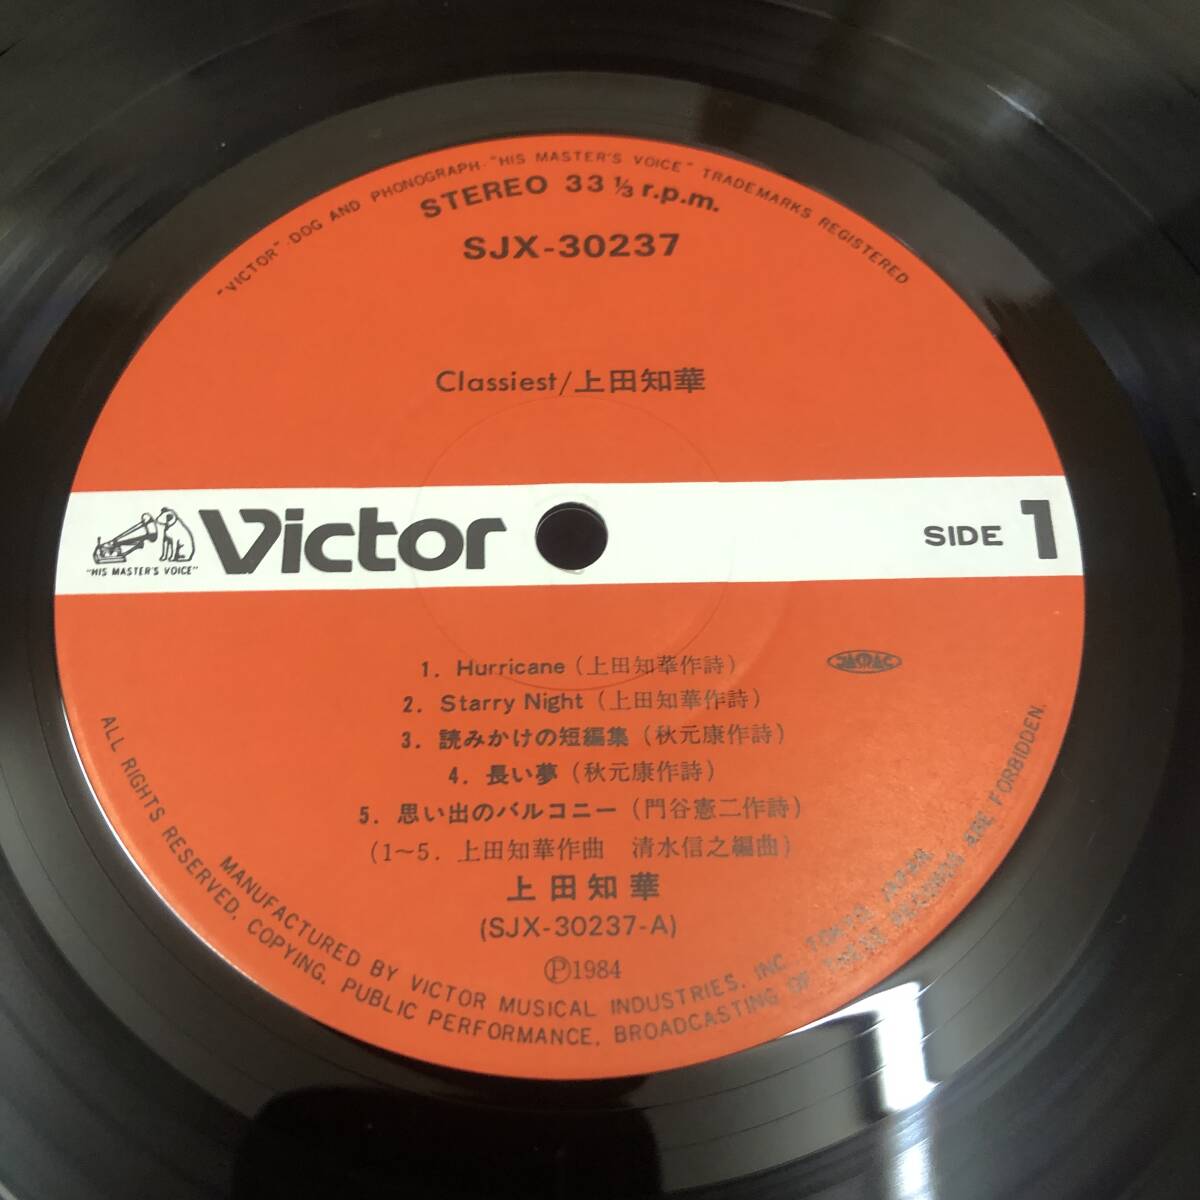 "VICTOR"-DOG AND PHONOGRAPH-"HIS MASTER'S VOICE" TRADEMARKS REGISTERED
STEREO 33 ⅓ r.p.m.
SJX-30237
Classiest/上田知華
"HIS MASTER'S VOICE"
Victor
SIDE 1
JASRAC
1. Hurricane (上田知華作詩)
2. Starry Night (上田知華作詩)
3. 読みかけの短編集 (秋元康作詩)
4. 長い夢 (秋元康作詩)
5. 思い出のバルコニー (門谷憲二作詩)
(1~5. 上田知華作曲 清水信之編曲)
上田知華
(SJX-30237-A)
Ⓟ1984
MANUFACTURED BY VICTOR MUSICAL INDUSTRIES, INC., TOKYO, JAPAN.
ALL RIGHTS RESERVED. COPYING, PUBLIC PERFORMANCE, BROADCASTING OF THESE RECORDS ARE FORBIDDEN.